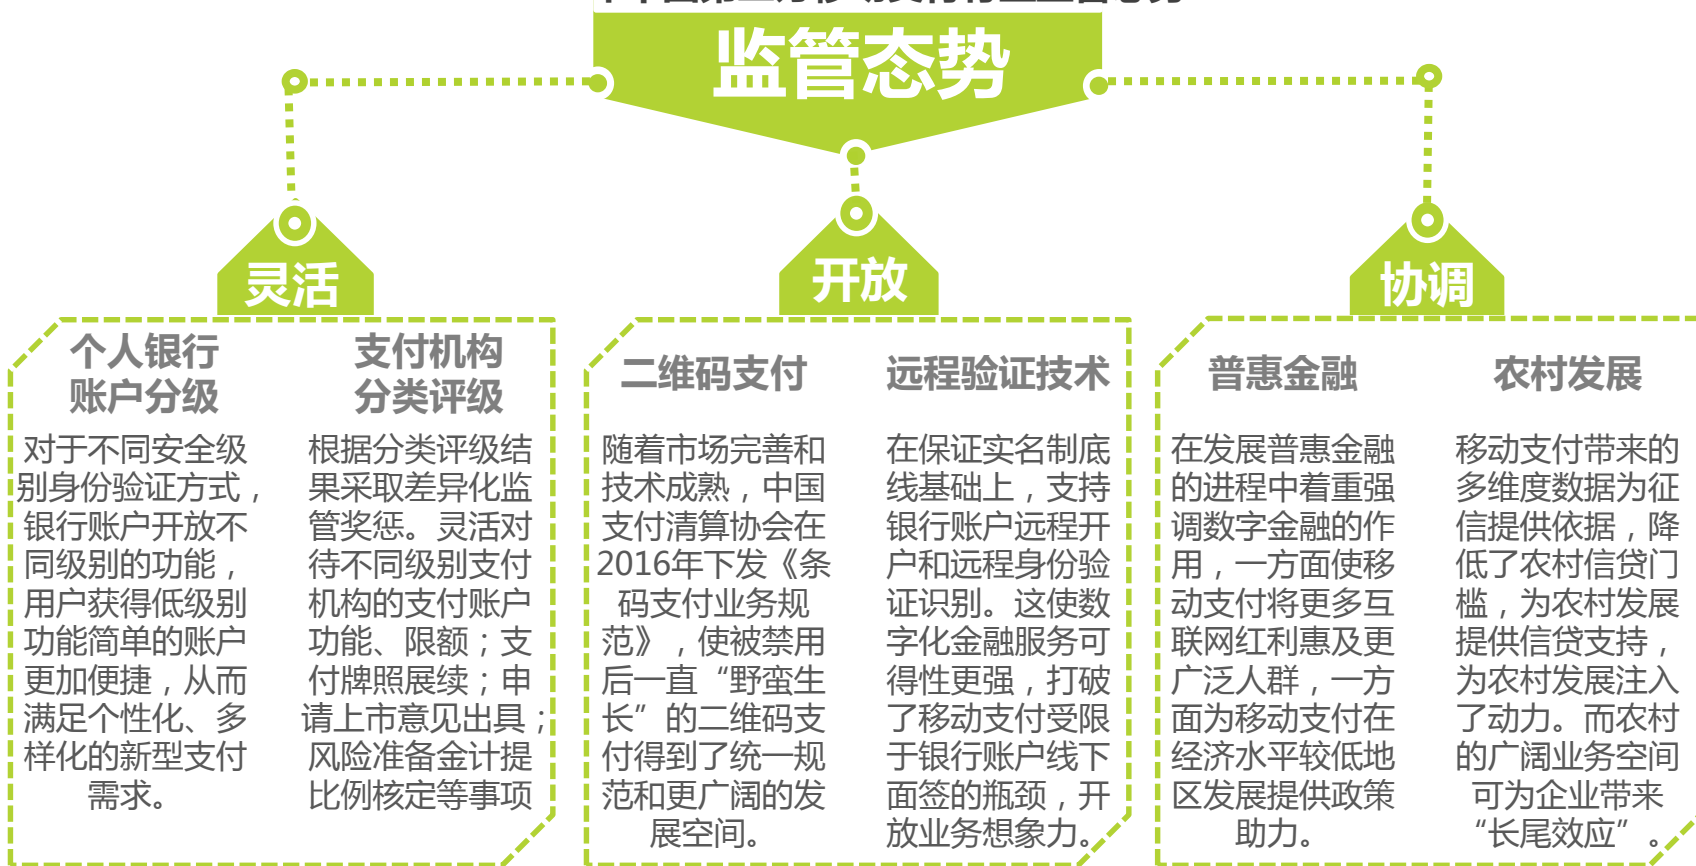 监管态势
灵活
开放
协调
个人银行
账户分级
对于不同安全级
别身份验证方式，
银行账户开放不
同级别的功能，
用户获得低级别
功能简单的账户
更加便捷，从而
满足个性化、多
样化的新型支付
需求。
支付机构
分类评级
根据分类评级结
果采取差异化监
管奖惩。灵活对
待不同级别支付
机构的支付账户
功能、限额；支
付牌照展续；申
请上市意见出具；
风险准备金计提
比例核定等事项
二维码支付
随着市场完善和
技术成熟，中国
支付清算协会在
2016年下发《条
码支付业务规
范》，使被禁用
后一直“野蛮生
长”的二维码支
付得到了统一规
范和更广阔的发
展空间。
远程验证技术
在保证实名制底
线基础上，支持
银行账户远程开
户和远程身份验
证识别。这使数
字化金融服务可
得性更强，打破
了移动支付受限
于银行账户线下
面签的瓶颈，开
放业务想象力。
普惠金融
在发展普惠金融
的进程中着重强
调数字金融的作
用，一方面使移
动支付将更多互
联网红利惠及更
广泛人群，一方
面为移动支付在
经济水平较低地
区发展提供政策
助力。
农村发展
移动支付带来的
多维度数据为征
信提供依据，降
低了农村信贷门
槛，为农村发展
提供信贷支持，
为农村发展注入
了动力。而农村
的广阔业务空间
可为企业带来
“长尾效应”。